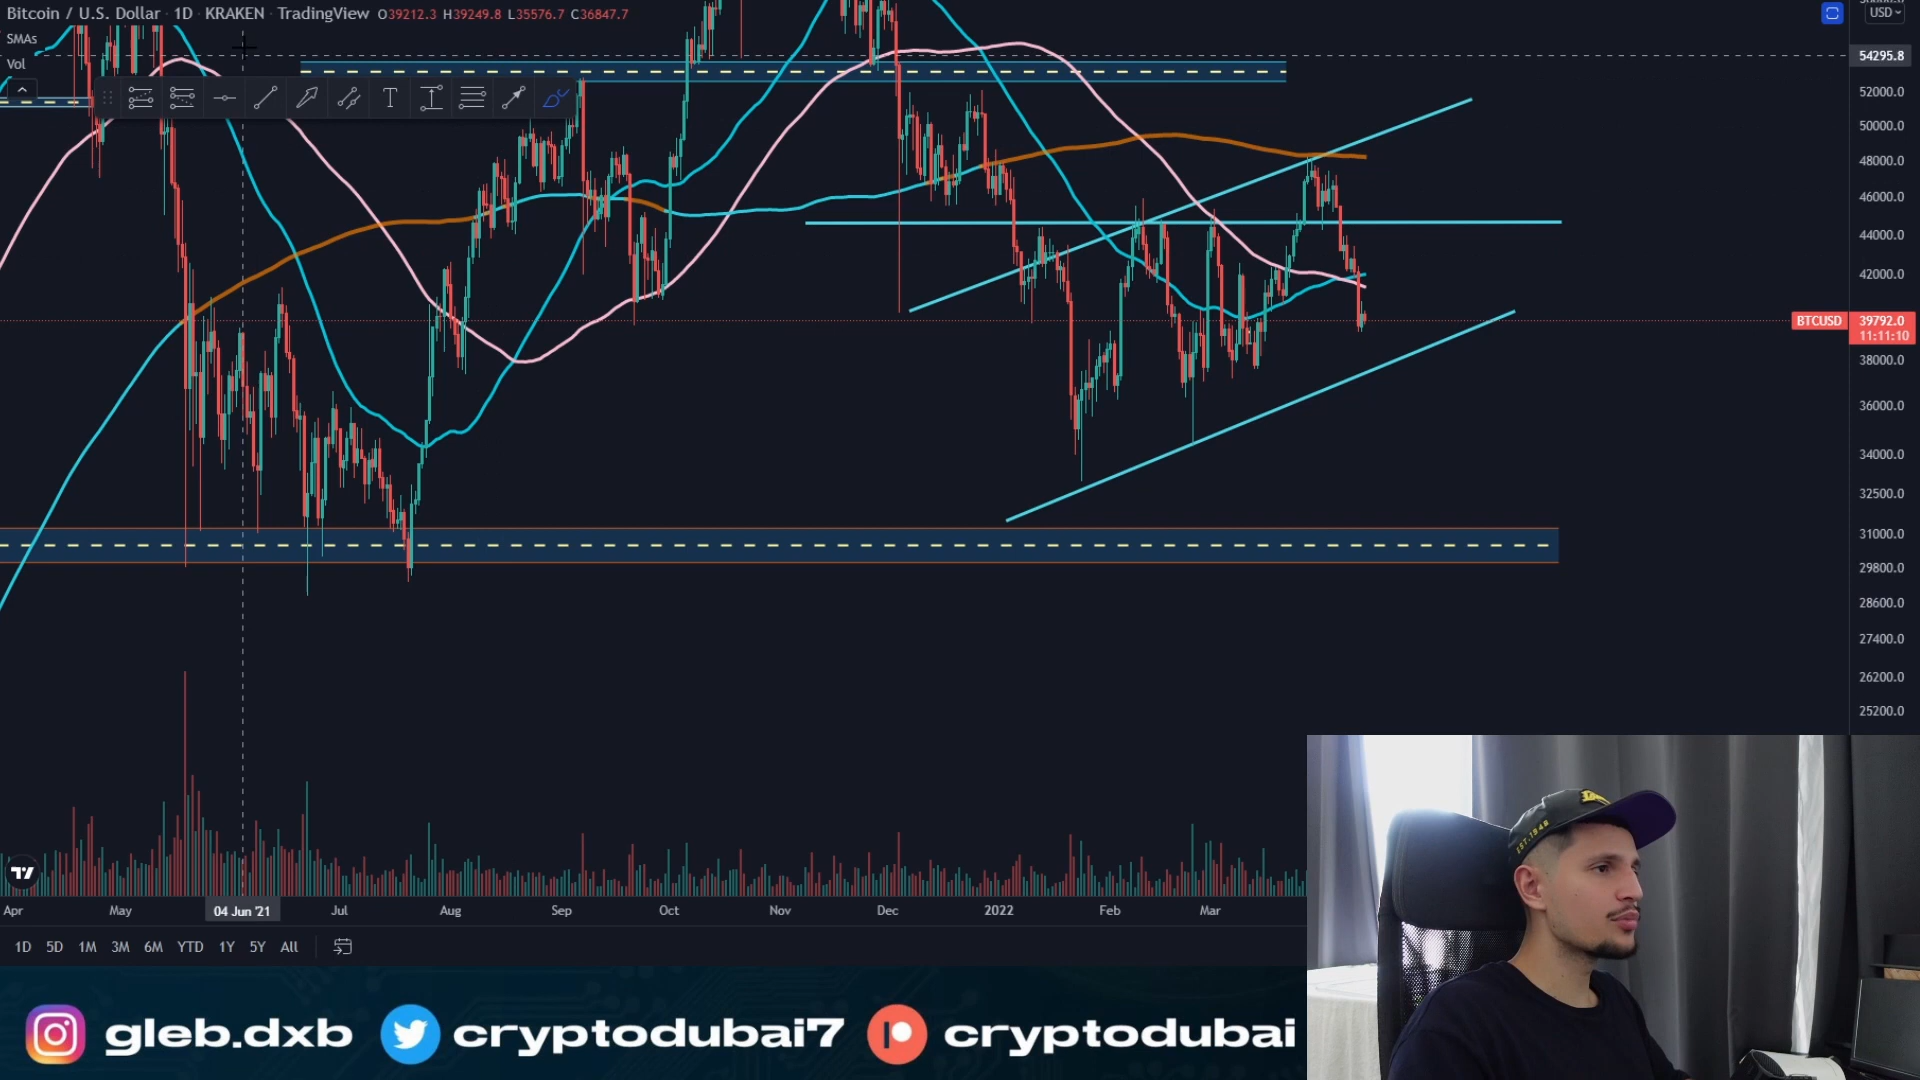 Bitcoin / U.S. Dollar · 1D · KRAKEN · TradingView O39212.3 H39249.8 L35576.7 C36847.7
USD
SMAs
Vol
54295.8
52000.0
50000.0
48000.0
46000.0
44000.0
42000.0
BTCUSD 39792.0
11:11:10
38000.0
36000.0
34000.0
32500.0
31000.0
29800.0
28600.0
27400.0
26200.0
25200.0
EST.1948
Apr May 04 Jun '21 Jul Aug Sep Oct Nov Dec 2022 Feb Mar
1D 5D 1M 3M 6M YTD 1Y 5Y All
gleb.dxb cryptodubai7 cryptodubai